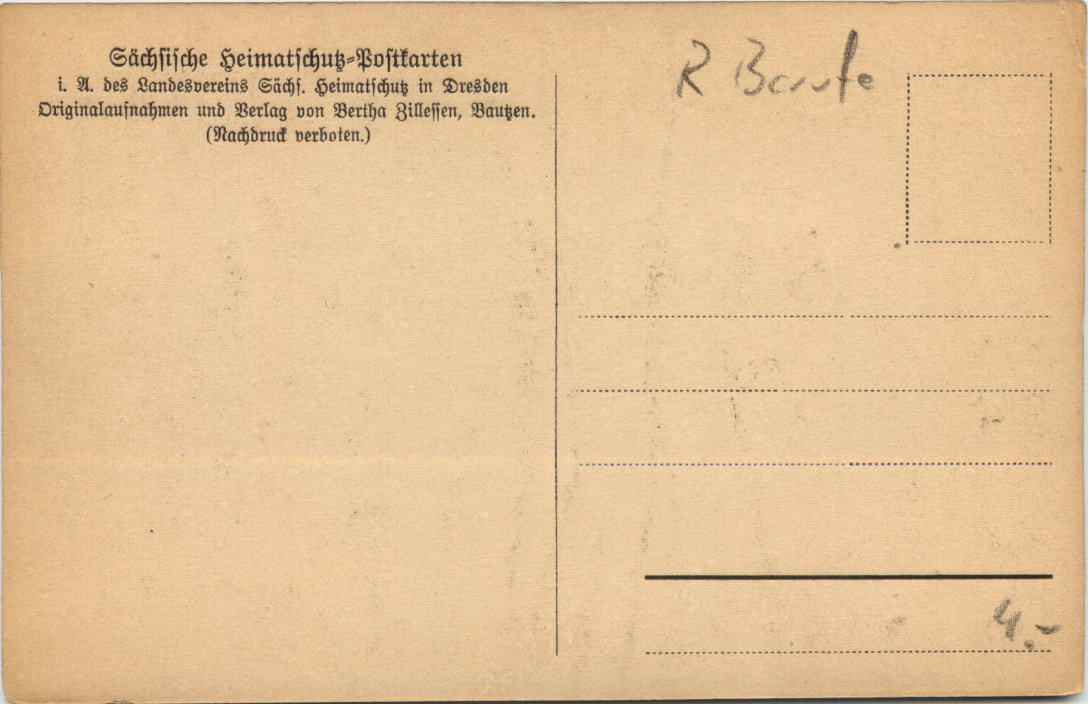 Sächsische Heimatschutz-Postkarten
i. A. des Landesvereins Sächs. Heimatschutz in Dresden
Originalaufnahmen und Verlag von Bertha Zillessen, Bautzen.
(Nachdruck verboten.)
R
4.-